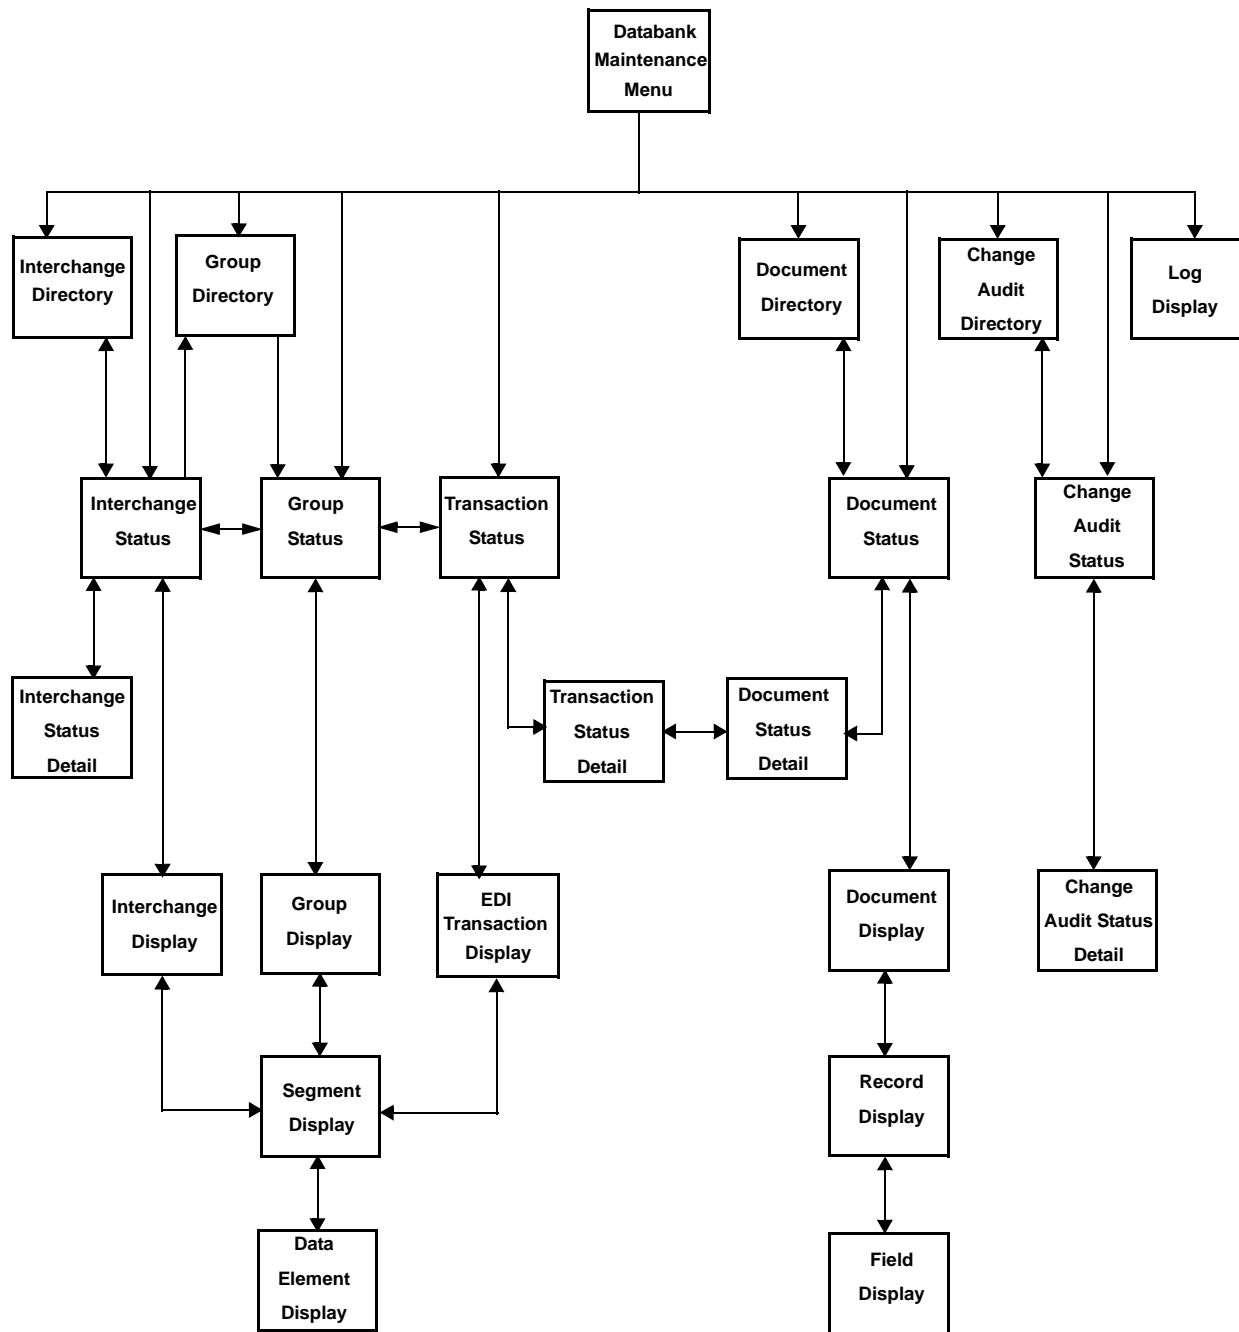 Databank
Maintenance
Menu
Interchange
Directory
Group
Directory
Document
Directory
Change
Audit
Directory
Log
Display
Interchange
Status
Group
Status
Transaction
Status
Document
Status
Change
Audit
Status
Interchange
Status
Detail
Transaction
Status
Detail
Document
Status
Detail
Interchange
Display
Group
Display
EDI
Transaction
Display
Document
Display
Change
Audit Status
Detail
Segment
Display
Record
Display
Data
Element
Display
Field
Display